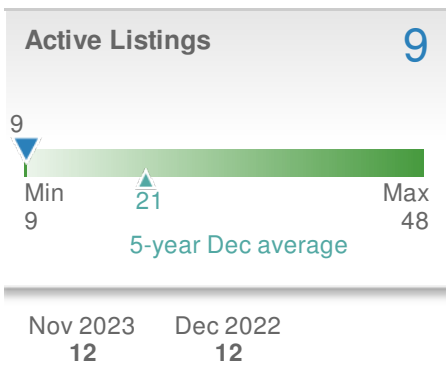 Active Listings 9
9
Min Max
9 21 48
5-year Dec average
Nov 2023 Dec 2022
12 12